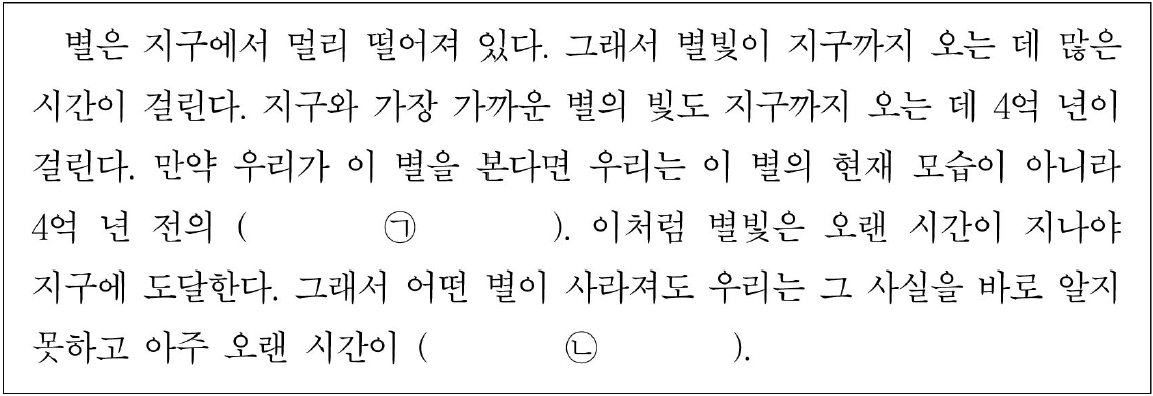 별은 지구에서 멀리 떨어져 있다. 그래서 별빛이 지구까지 오는 데 많은
시간이 걸린다. 지구와 가장 가까운 별의 빛도 지구까지 오는 데 4억 년이
걸린다. 만약 우리가 이 별을 본다면 우리는 이 별의 현재 모습이 아니라
4억 년 전의 ( ㉠ ). 이처럼 별빛은 오랜 시간이 지나야
지구에 도달한다. 그래서 어떤 별이 사라져도 우리는 그 사실을 바로 알지
못하고 아주 오랜 시간이 ( ㉡ ).